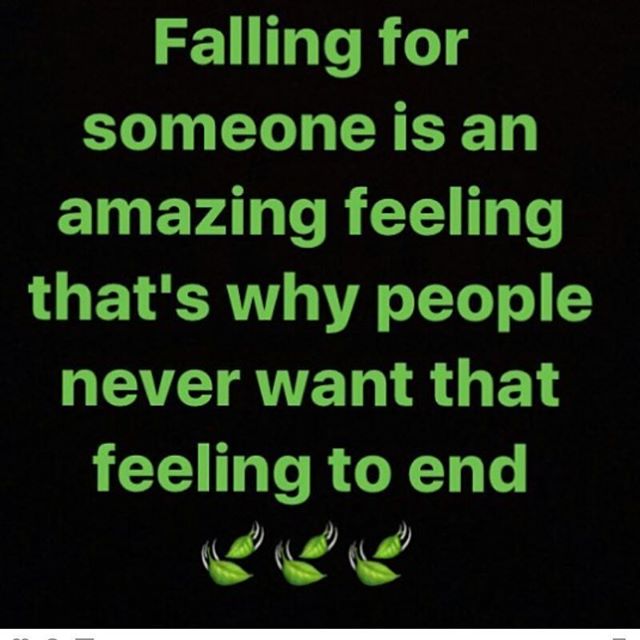 Falling for
someone is an
amazing feeling
that's why people
never want that
feeling to end
🍃🍃🍃